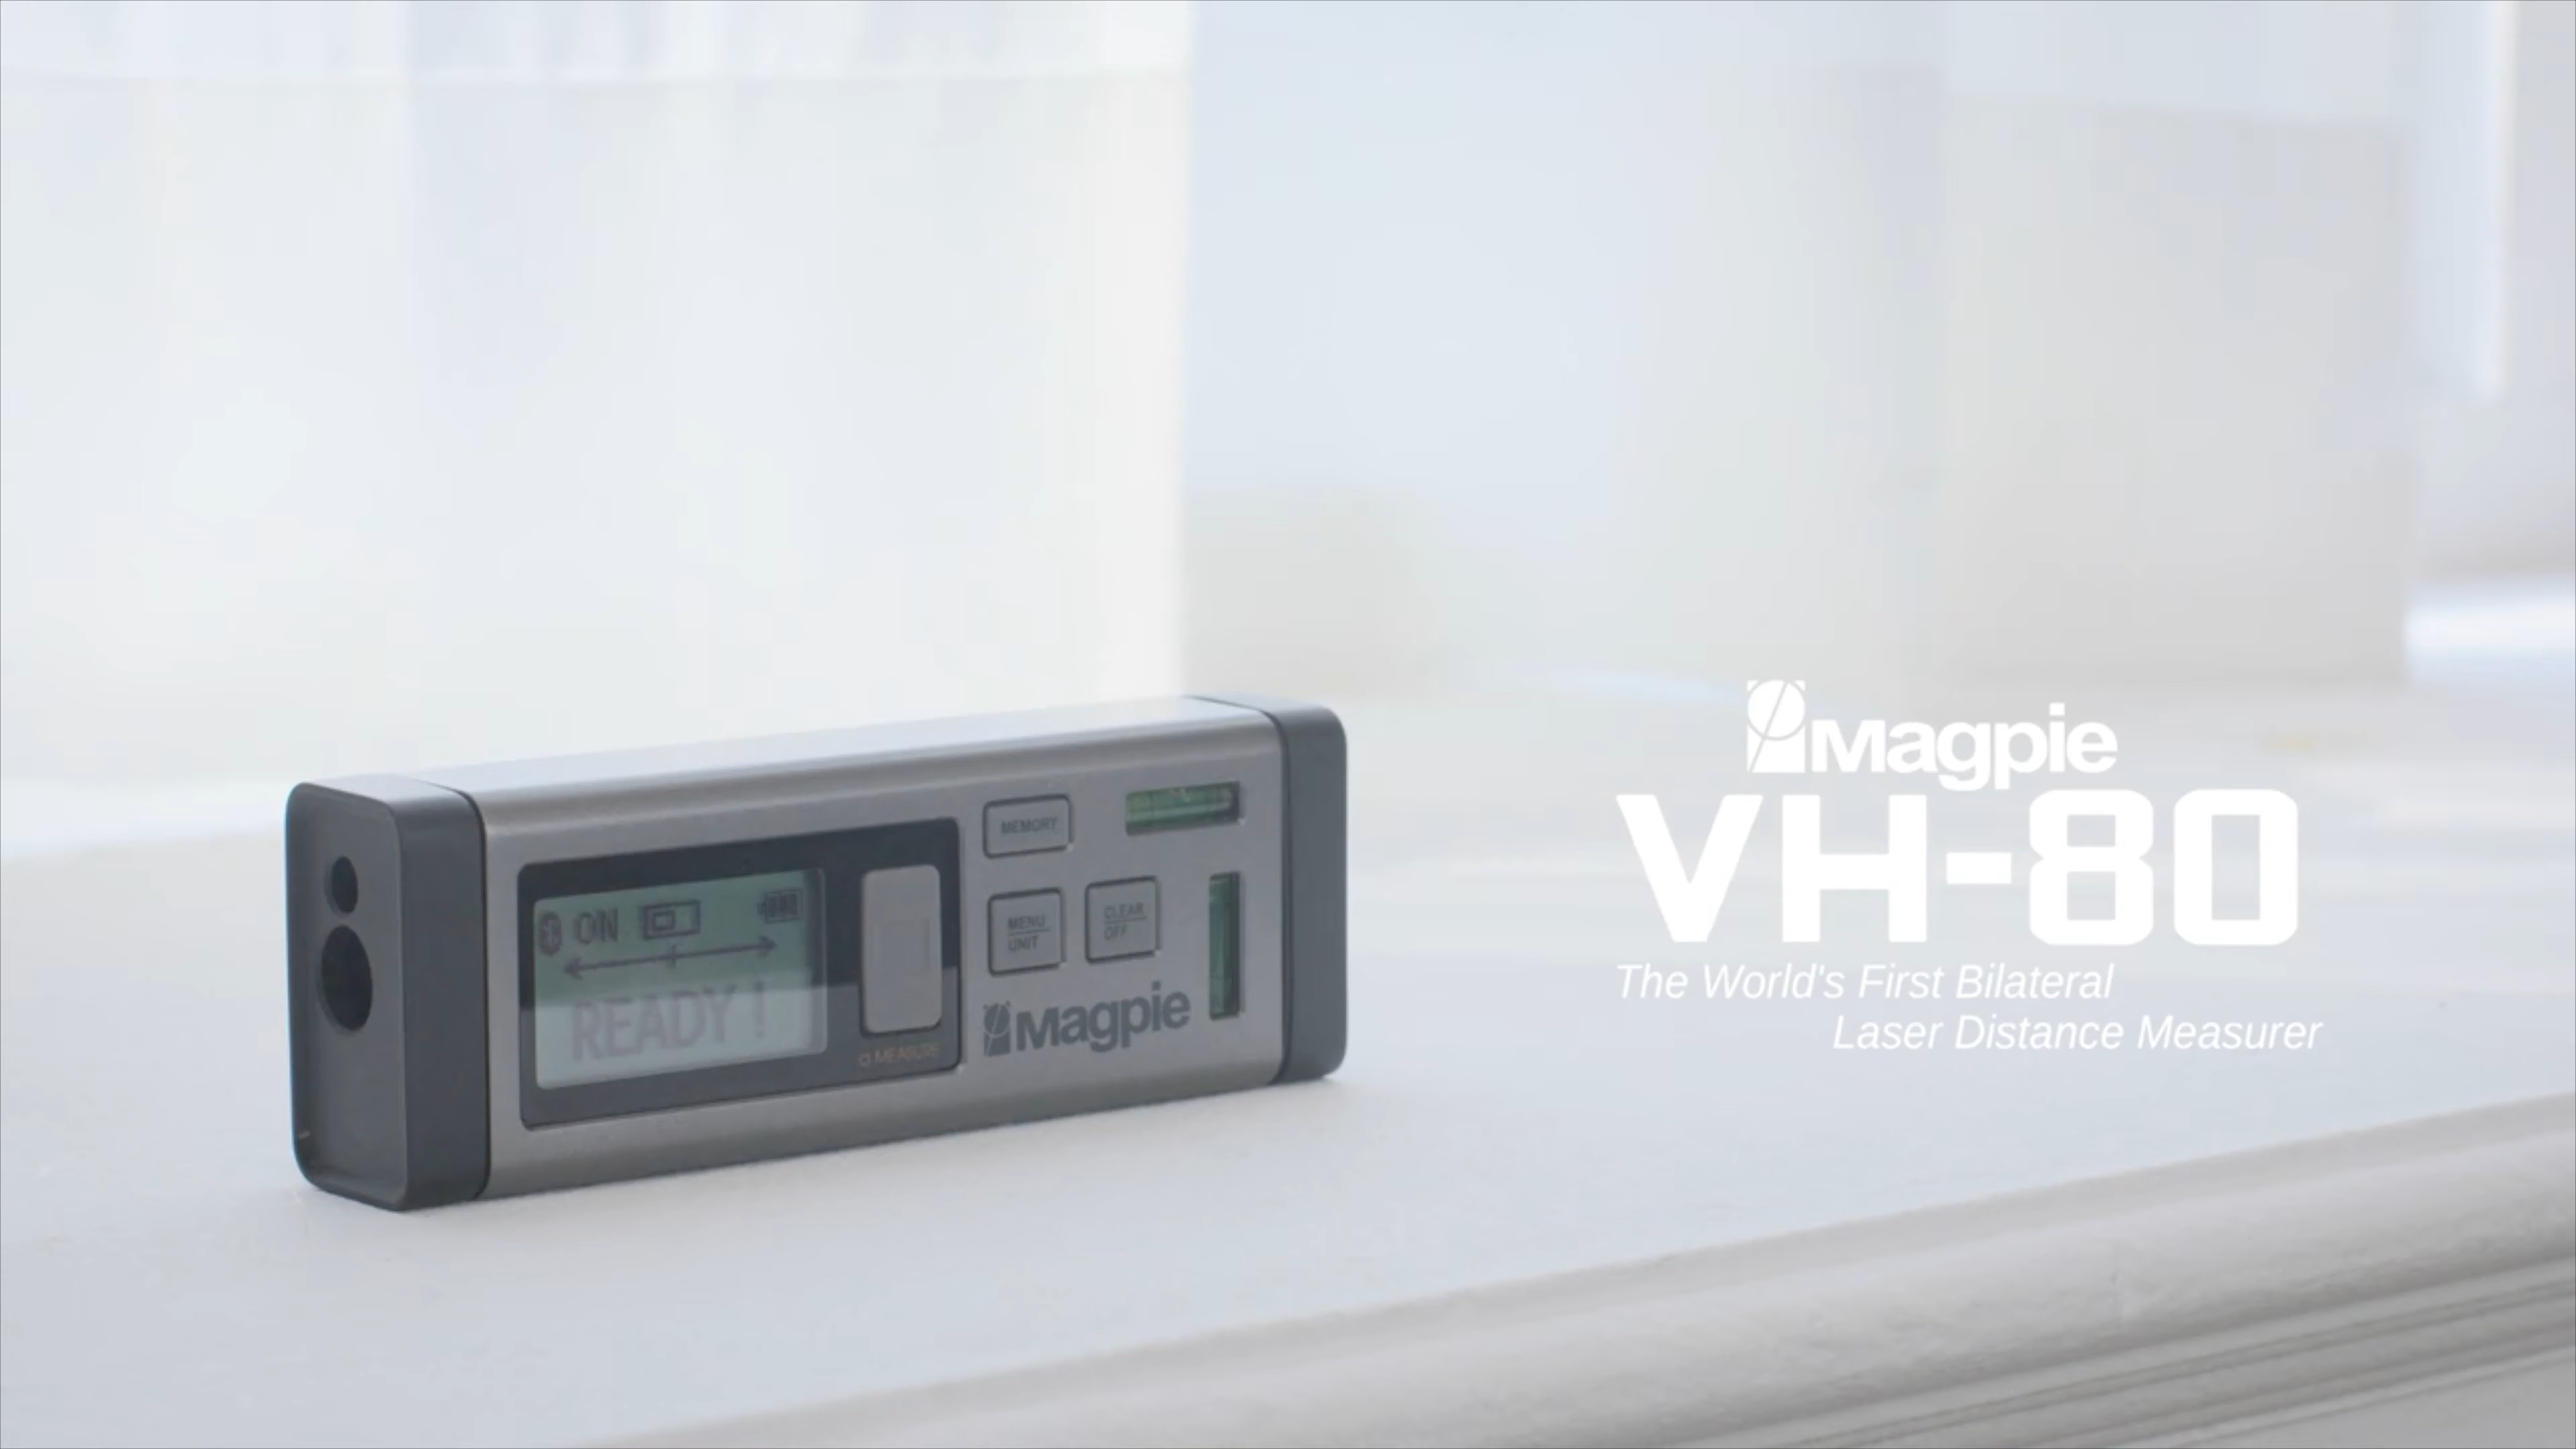 ON
READY !
MEASURE
MEMORY
MENU
UNIT
CLEAR
OFF
Magpie
Magpie
VH-80
The World's First Bilateral
Laser Distance Measurer